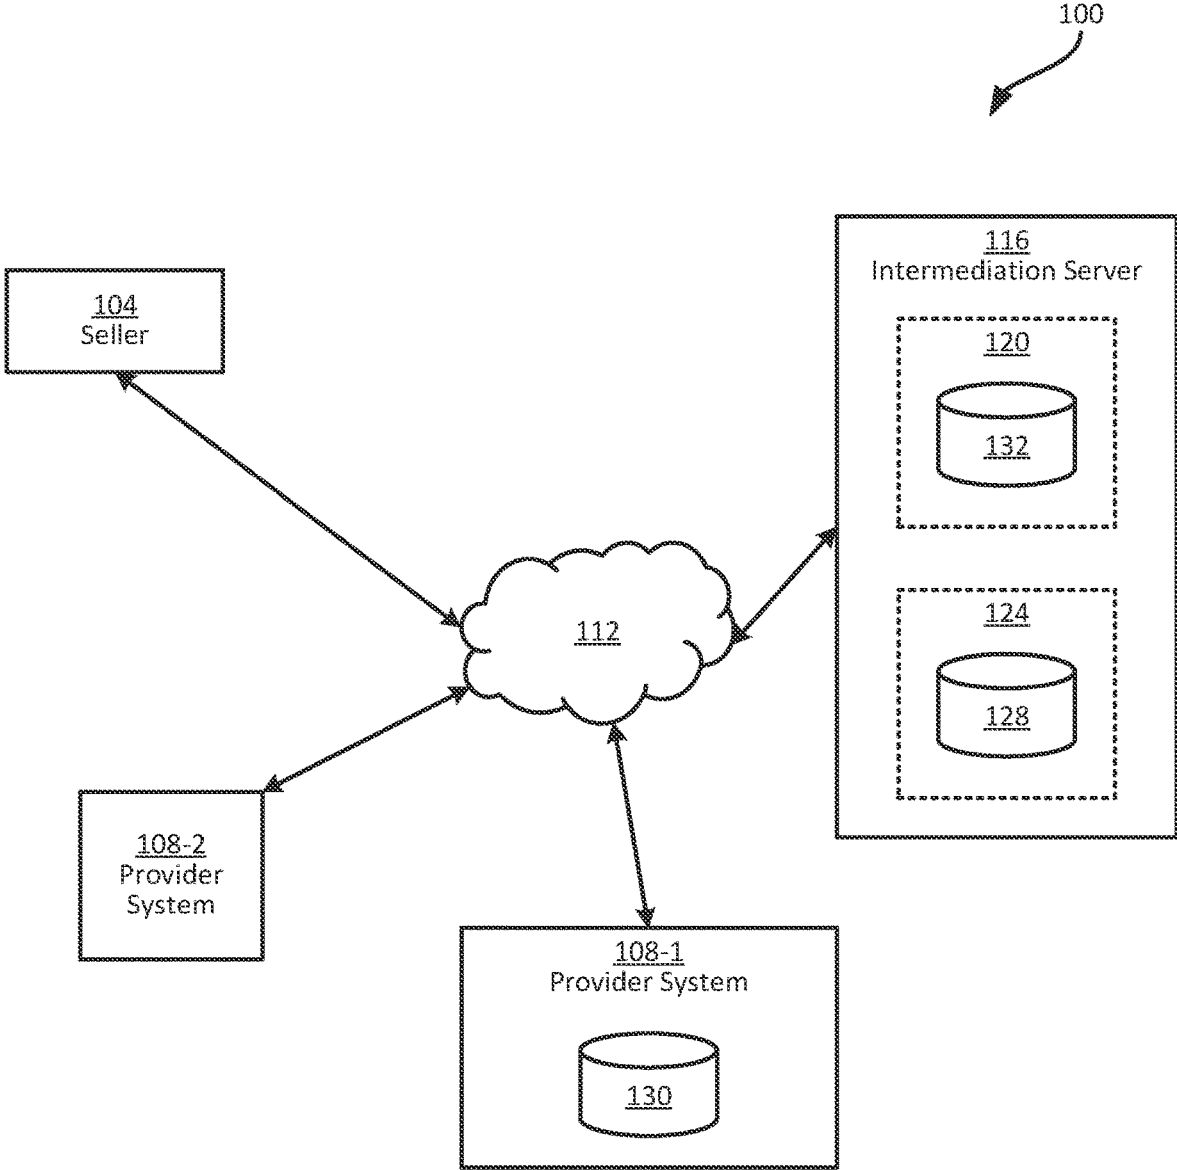 100
116
Intermediation Server
104
Seller
120
132
112
124
128
108-2
Provider
System
108-1
Provider System
130